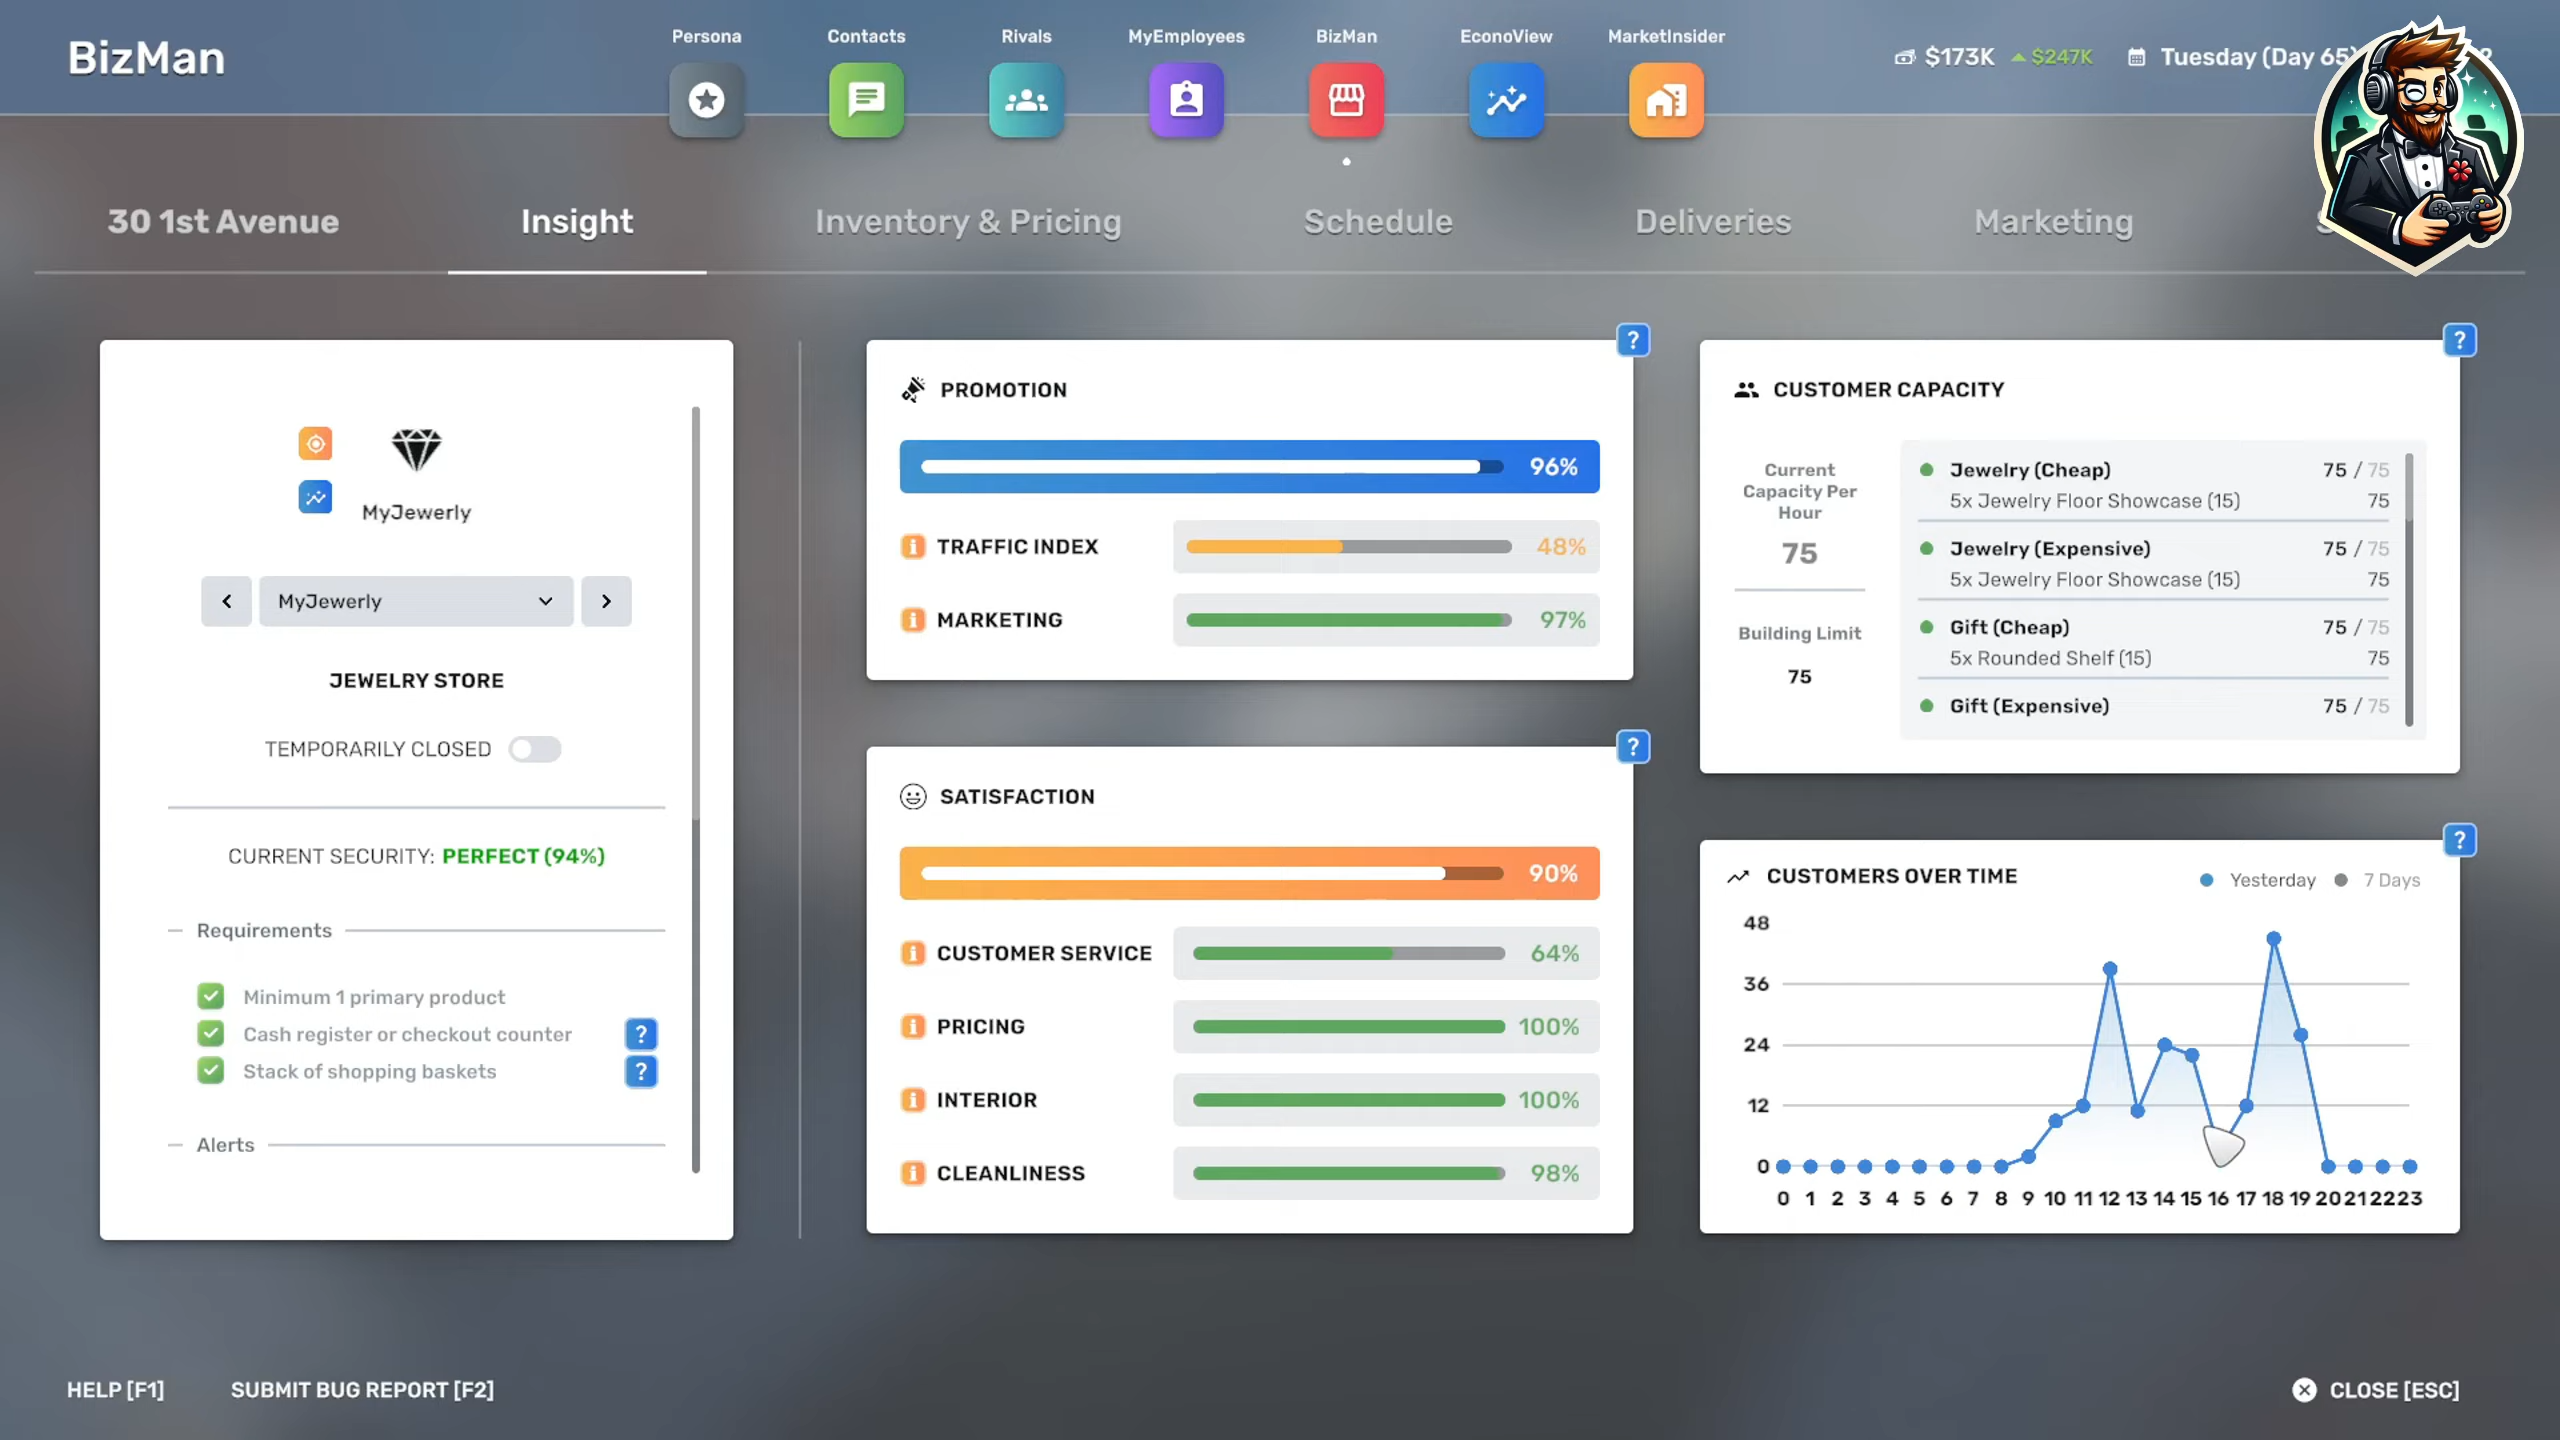 BizMan
Persona
Contacts
Rivals
MyEmployees
BizMan
EconoView
MarketInsider
$173K
$247K
Tuesday (Day 65)
30 1st Avenue
Insight
Inventory & Pricing
Schedule
Deliveries
Marketing
MyJewerly
MyJewerly
JEWELRY STORE
TEMPORARILY CLOSED
CURRENT SECURITY: PERFECT (94%)
Requirements
Minimum 1 primary product
Cash register or checkout counter
?
Stack of shopping baskets
?
Alerts
?
PROMOTION
96%
TRAFFIC INDEX
48%
MARKETING
97%
?
SATISFACTION
90%
CUSTOMER SERVICE
64%
PRICING
100%
INTERIOR
100%
CLEANLINESS
98%
?
CUSTOMER CAPACITY
Current
Capacity Per
Hour
75
Building Limit
75
Jewelry (Cheap) 75 / 75
5x Jewelry Floor Showcase (15) 75
Jewelry (Expensive) 75 / 75
5x Jewelry Floor Showcase (15) 75
Gift (Cheap) 75 / 75
5x Rounded Shelf (15) 75
Gift (Expensive) 75 / 75
?
CUSTOMERS OVER TIME
Yesterday
7 Days
48
36
24
12
0
0 1 2 3 4 5 6 7 8 9 10 11 12 13 14 15 16 17 18 19 20 21 22 23
HELP [F1]
SUBMIT BUG REPORT [F2]
CLOSE [ESC]